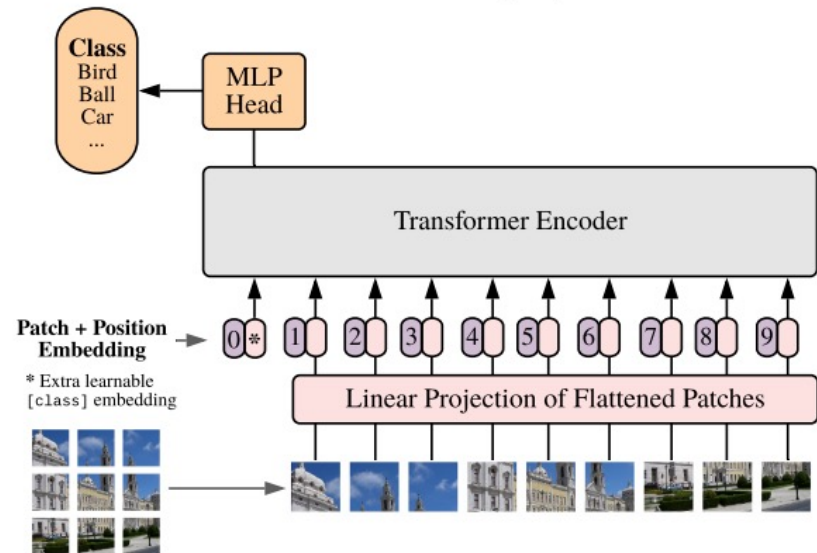 Class
Bird
Ball
Car
...
MLP
Head
Transformer Encoder
Patch + Position
Embedding
0 * 1 2 3 4 5 6 7 8 9
* Extra learnable
[class] embedding
Linear Projection of Flattened Patches